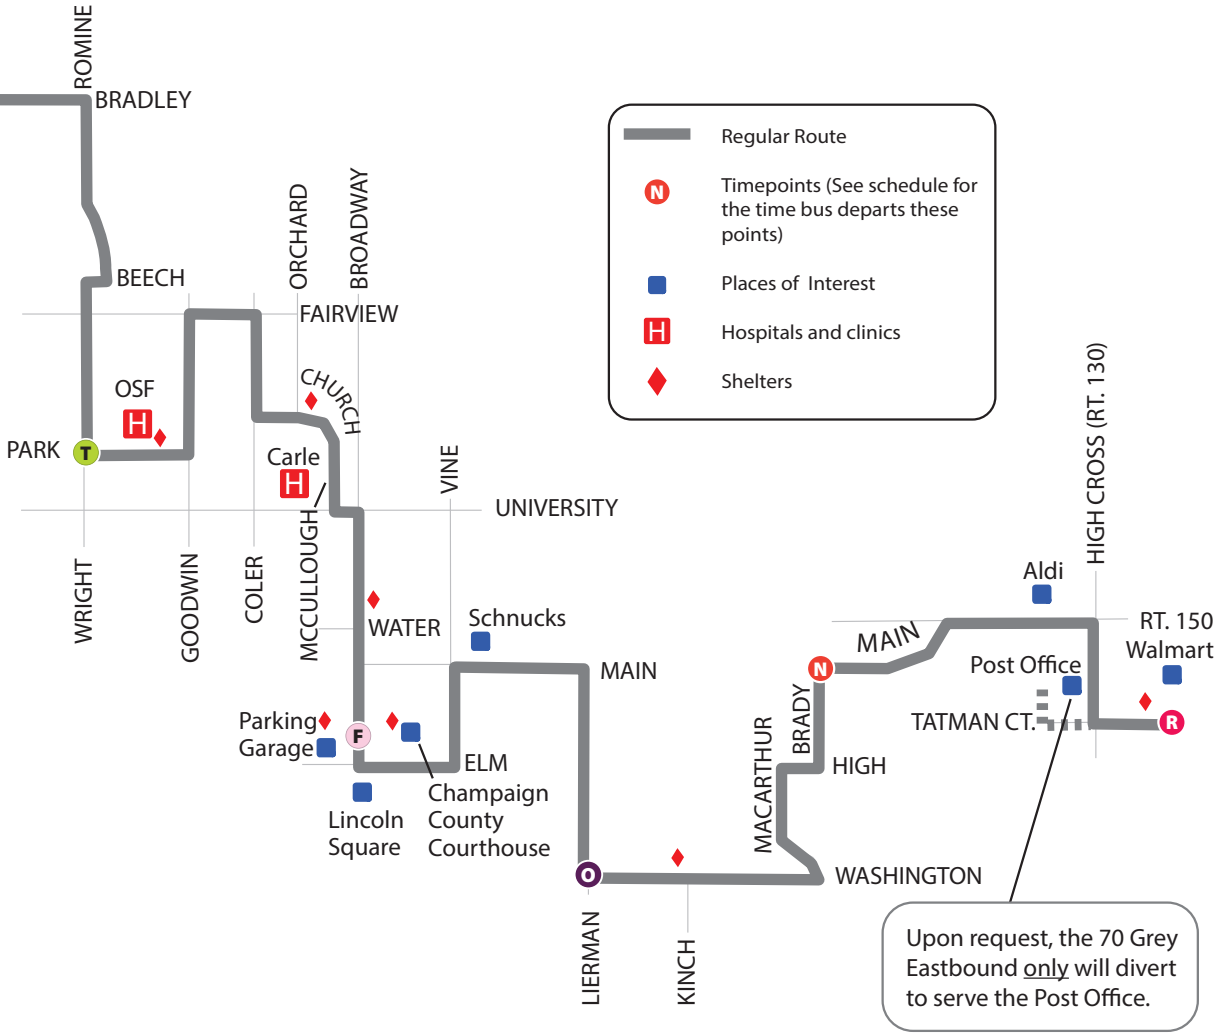 ROMINE
BRADLEY
BEECH
ORCHARD
BROADWAY
FAIRVIEW
OSF
H
CHURCH
PARK
T
Carle
H
VINE
UNIVERSITY
WRIGHT
GOODWIN
COLER
MCCULLOUGH
WATER
Schnucks
MAIN
Parking
Garage
F
ELM
Lincoln
Square
Champaign
County
Courthouse
O
LIERMAN
KINCH
WASHINGTON
MACARTHUR
HIGH
BRADY
N
MAIN
Aldi
HIGH CROSS (RT. 130)
RT. 150
Walmart
Post Office
TATMAN CT.
R
Regular Route
N
Timepoints (See schedule for
the time bus departs these
points)
Places of Interest
H
Hospitals and clinics
Shelters
Upon request, the 70 Grey
Eastbound only will divert
to serve the Post Office.